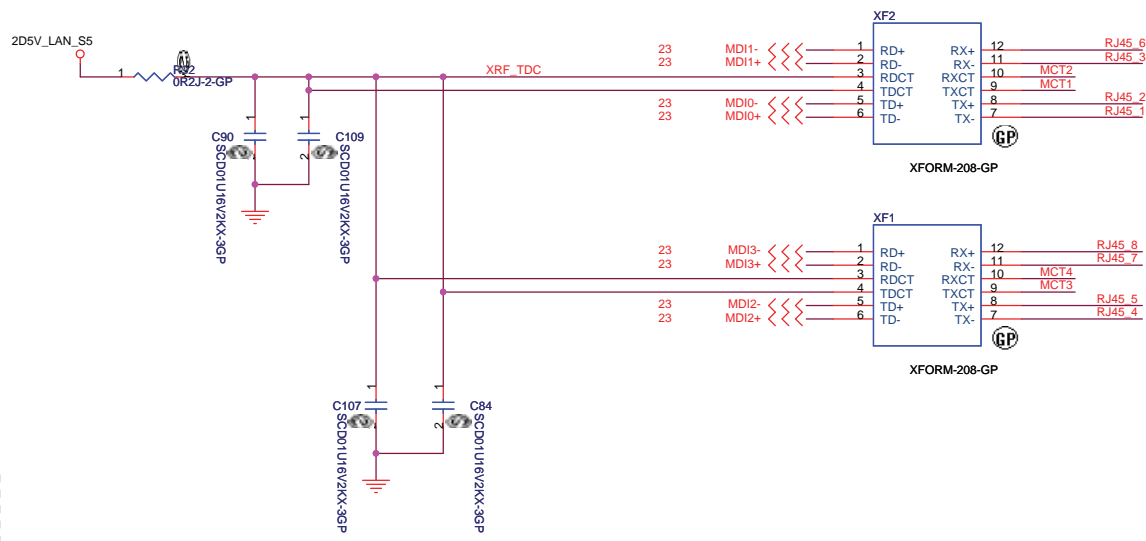 2D5V_LAN_S5
1
0R2J-2-GP
XRF_TDC
1
C90
2
SCD01U16V2KX-3GP
1
C109
2
SCD01U16V2KX-3GP
XF2
23 MDI1- 1 RD+ RX+ 12 RJ45_6
23 MDI1+ 2 RD- RX- 11 RJ45_3
3 RDCT RXCT 10 MCT2
4 TDCT TXCT 9 MCT1
23 MDI0- 5 TD+ TX+ 8 RJ45_2
23 MDI0+ 6 TD- TX- 7 RJ45_1
GP
XFORM-208-GP
XF1
23 MDI3- 1 RD+ RX+ 12 RJ45_8
23 MDI3+ 2 RD- RX- 11 RJ45_7
3 RDCT RXCT 10 MCT4
4 TDCT TXCT 9 MCT3
23 MDI2- 5 TD+ TX+ 8 RJ45_5
23 MDI2+ 6 TD- TX- 7 RJ45_4
GP
XFORM-208-GP
1
C107
2
SCD01U16V2KX-3GP
1
C84
2
SCD01U16V2KX-3GP